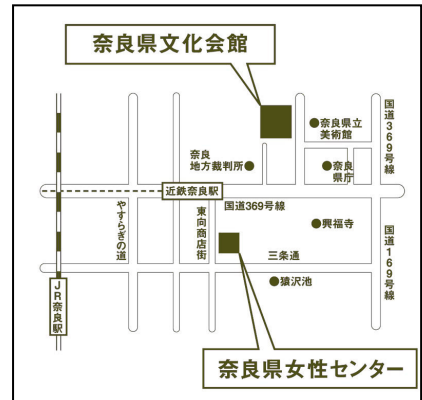 奈良県文化会館
国道369号線
奈良県立
美術館
奈良
地方裁判所
奈良
県庁
近鉄奈良駅
国道369号線
やすらぎの道
東向商店街
興福寺
国道169号線
三条通
猿沢池
JR奈良駅
奈良県女性センター